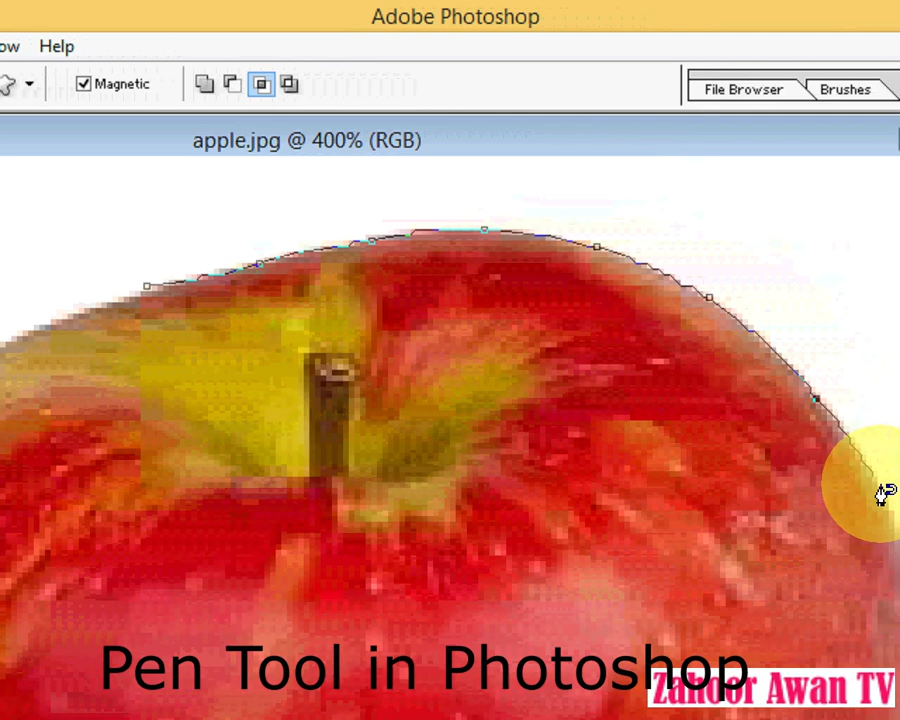 Adobe Photoshop
ow Help
Magnetic
File Browser Brushes
apple.jpg @ 400% (RGB)
Pen Tool in Photoshop
Zahoor Awan TV